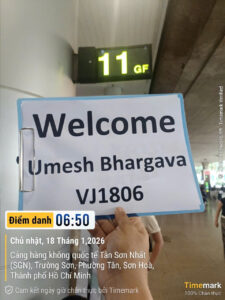 11 GF
Welcome
Umesh Bhargava
VJ1806
Điểm danh 06:50
Chủ nhật, 18 Tháng 1,2026
Cảng hàng không quốc tế Tân Sơn Nhất
(SGN), Trường Sơn, Phường Tân, Sơn Hoà,
Thành phố Hồ Chí Minh
Cam kết ngày giờ chân thực bởi Timemark
Timemark
100% Chân thực
Timemark Verified